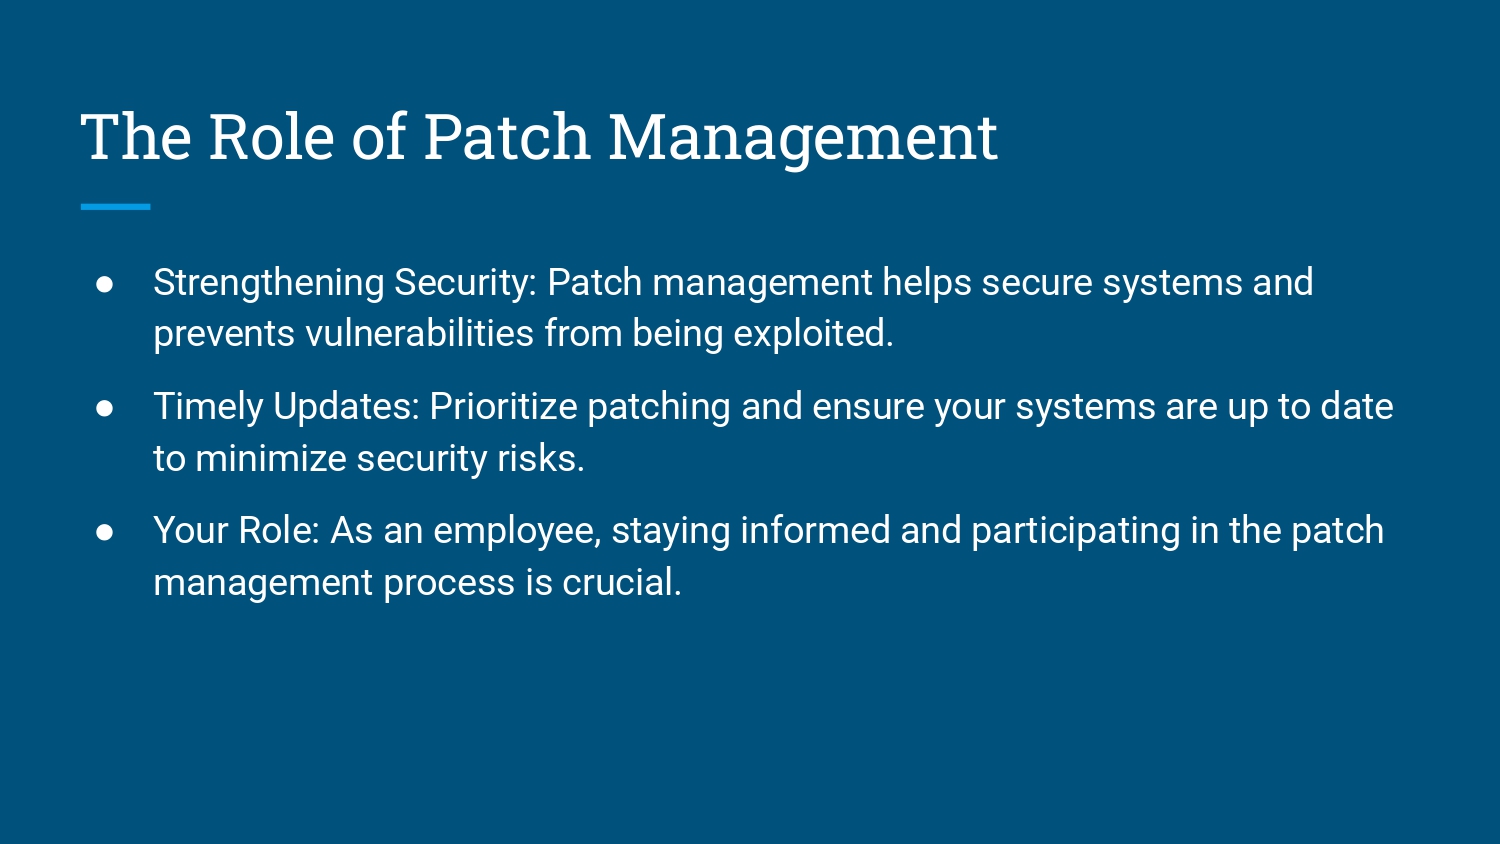 The Role of Patch Management
● Strengthening Security: Patch management helps secure systems and
prevents vulnerabilities from being exploited.
● Timely Updates: Prioritize patching and ensure your systems are up to date
to minimize security risks.
● Your Role: As an employee, staying informed and participating in the patch
management process is crucial.